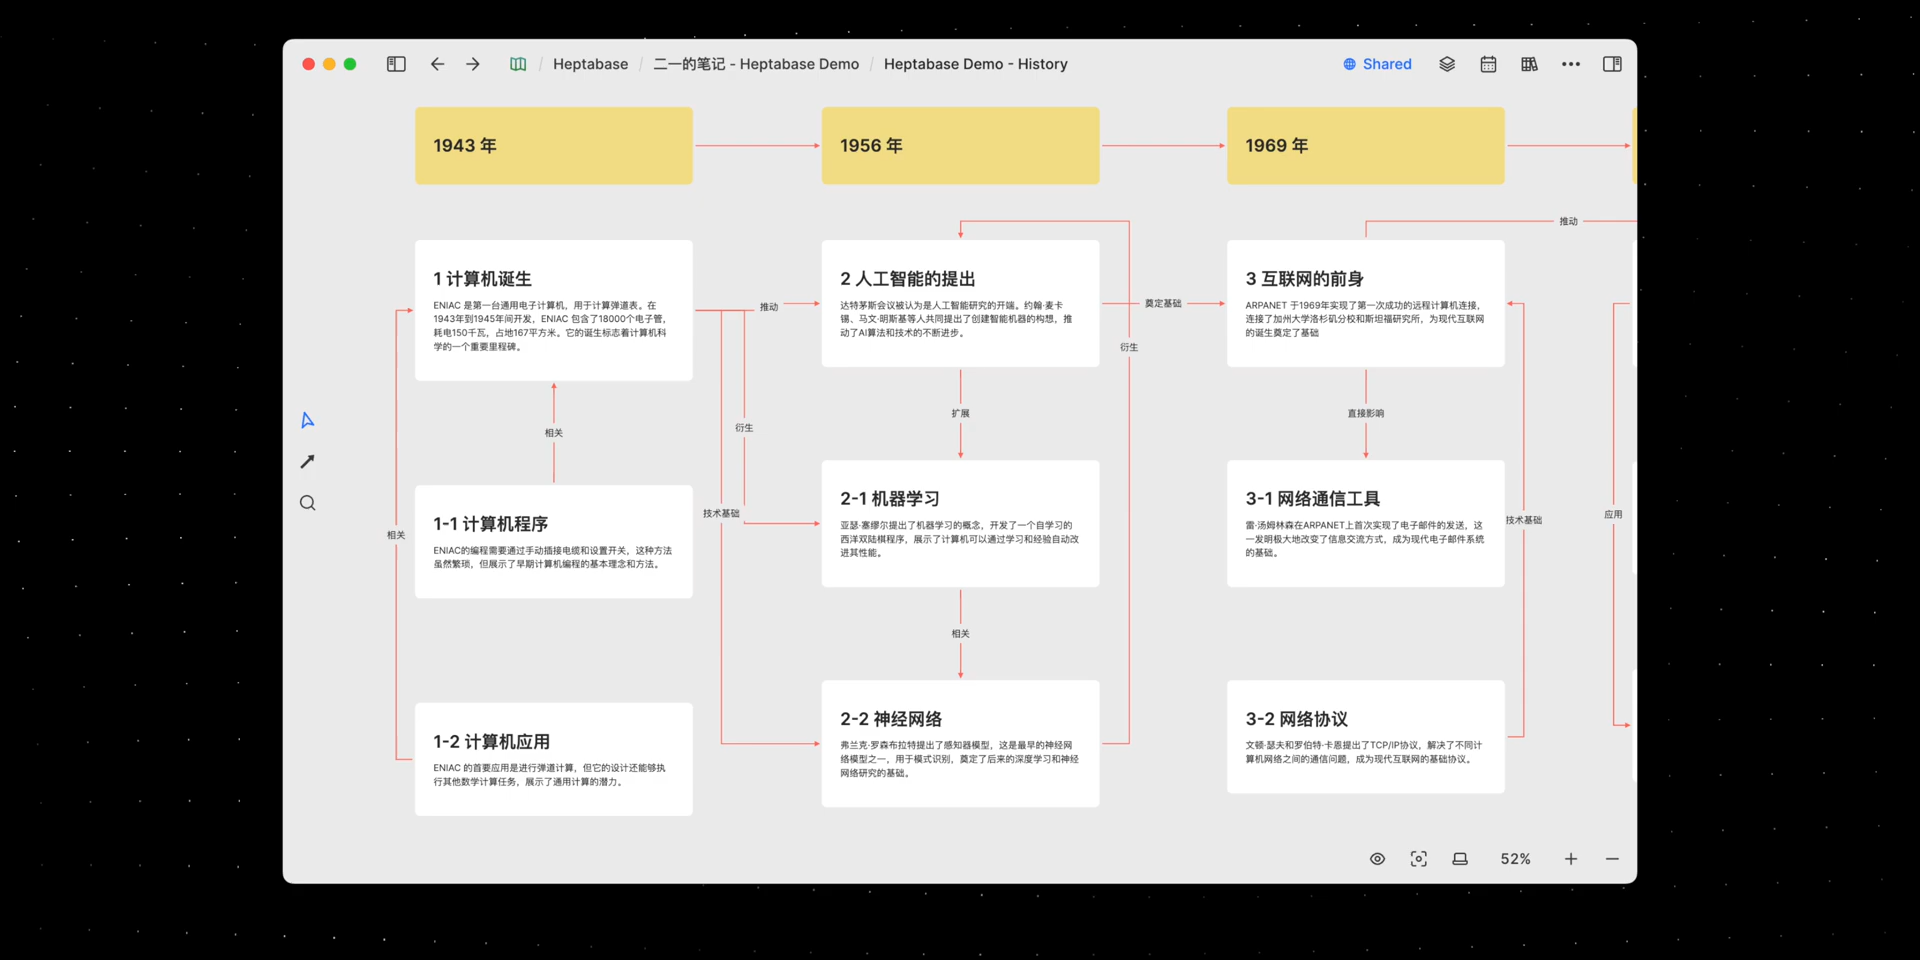 Heptabase / 二一的笔记 - Heptabase Demo / Heptabase Demo - History
Shared
1943 年
1956 年
1969 年
推动
1 计算机诞生
ENIAC 是第一台通用电子计算机，用于计算弹道表。在
1943年到1945年间开发，ENIAC 包含了18000个电子管，
耗电150千瓦，占地167平方米。它的诞生标志着计算机科
学的一个重要里程碑。
推动
2 人工智能的提出
达特茅斯会议被认为是人工智能研究的开端。约翰·麦卡
锡、马文·明斯基等人共同提出了创建智能机器的构想，推
动了AI算法和技术的不断进步。
奠定基础
衍生
3 互联网的前身
ARPANET 于1969年实现了第一次成功的远程计算机连接，
连接了加州大学洛杉矶分校和斯坦福研究所，为现代互联网
的诞生奠定了基础
相关
衍生
扩展
直接影响
1-1 计算机程序
ENIAC的编程需要通过手动插接电缆和设置开关，这种方法
虽然繁琐，但展示了早期计算机编程的基本理念和方法。
相关
技术基础
2-1 机器学习
亚瑟·塞缪尔提出了机器学习的概念，开发了一个自学习的
西洋双陆棋程序，展示了计算机可以通过学习和经验自动改
进其性能。
3-1 网络通信工具
雷·汤姆林森在ARPANET上首次实现了电子邮件的发送，这
一发明极大地改变了信息交流方式，成为现代电子邮件系统
的基础。
技术基础
应用
相关
1-2 计算机应用
ENIAC 的首要应用是进行弹道计算，但它的设计还能够执
行其他数学计算任务，展示了通用计算的潜力。
2-2 神经网络
弗兰克·罗森布拉特提出了感知器模型，这是最早的神经网
络模型之一，用于模式识别，奠定了后来的深度学习和神经
网络研究的基础。
3-2 网络协议
文顿·瑟夫和罗伯特·卡恩提出了TCP/IP协议，解决了不同计
算机网络之间的通信问题，成为现代互联网的基础协议。
52%